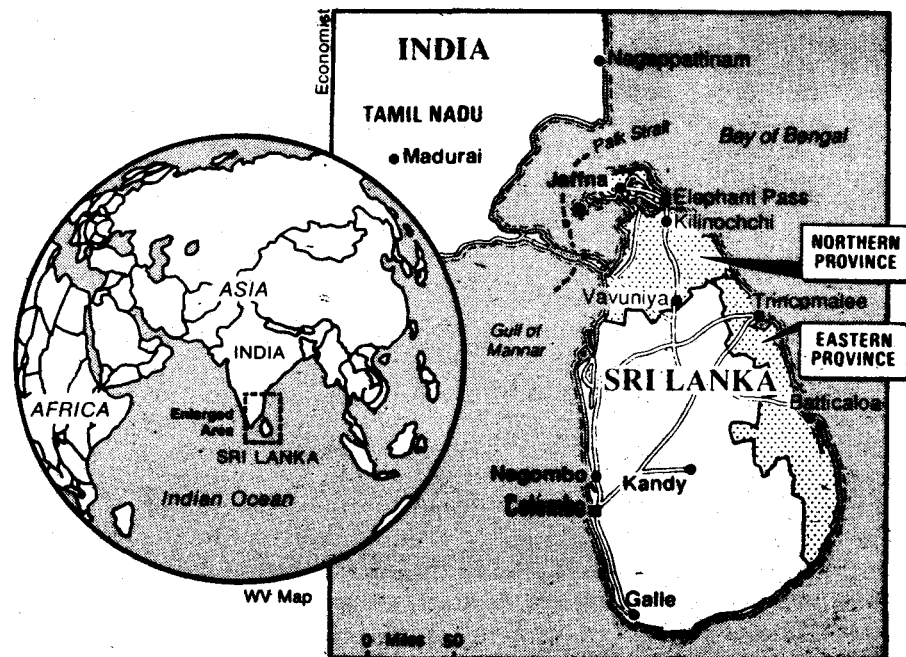 Economist
INDIA
Nagappattinam
TAMIL NADU
Madurai
Palk Strait
Bay of Bengal
Jaffna
Elephant Pass
Kilinochchi
NORTHERN
PROVINCE
Vavuniya
Trincomalee
Gulf of
Mannar
EASTERN
PROVINCE
SRI LANKA
Batticaloa
Negombo
Kandy
Colombo
Galle
0 Miles 50
ASIA
INDIA
AFRICA
Enlarged
Area
SRI LANKA
Indian Ocean
WV Map